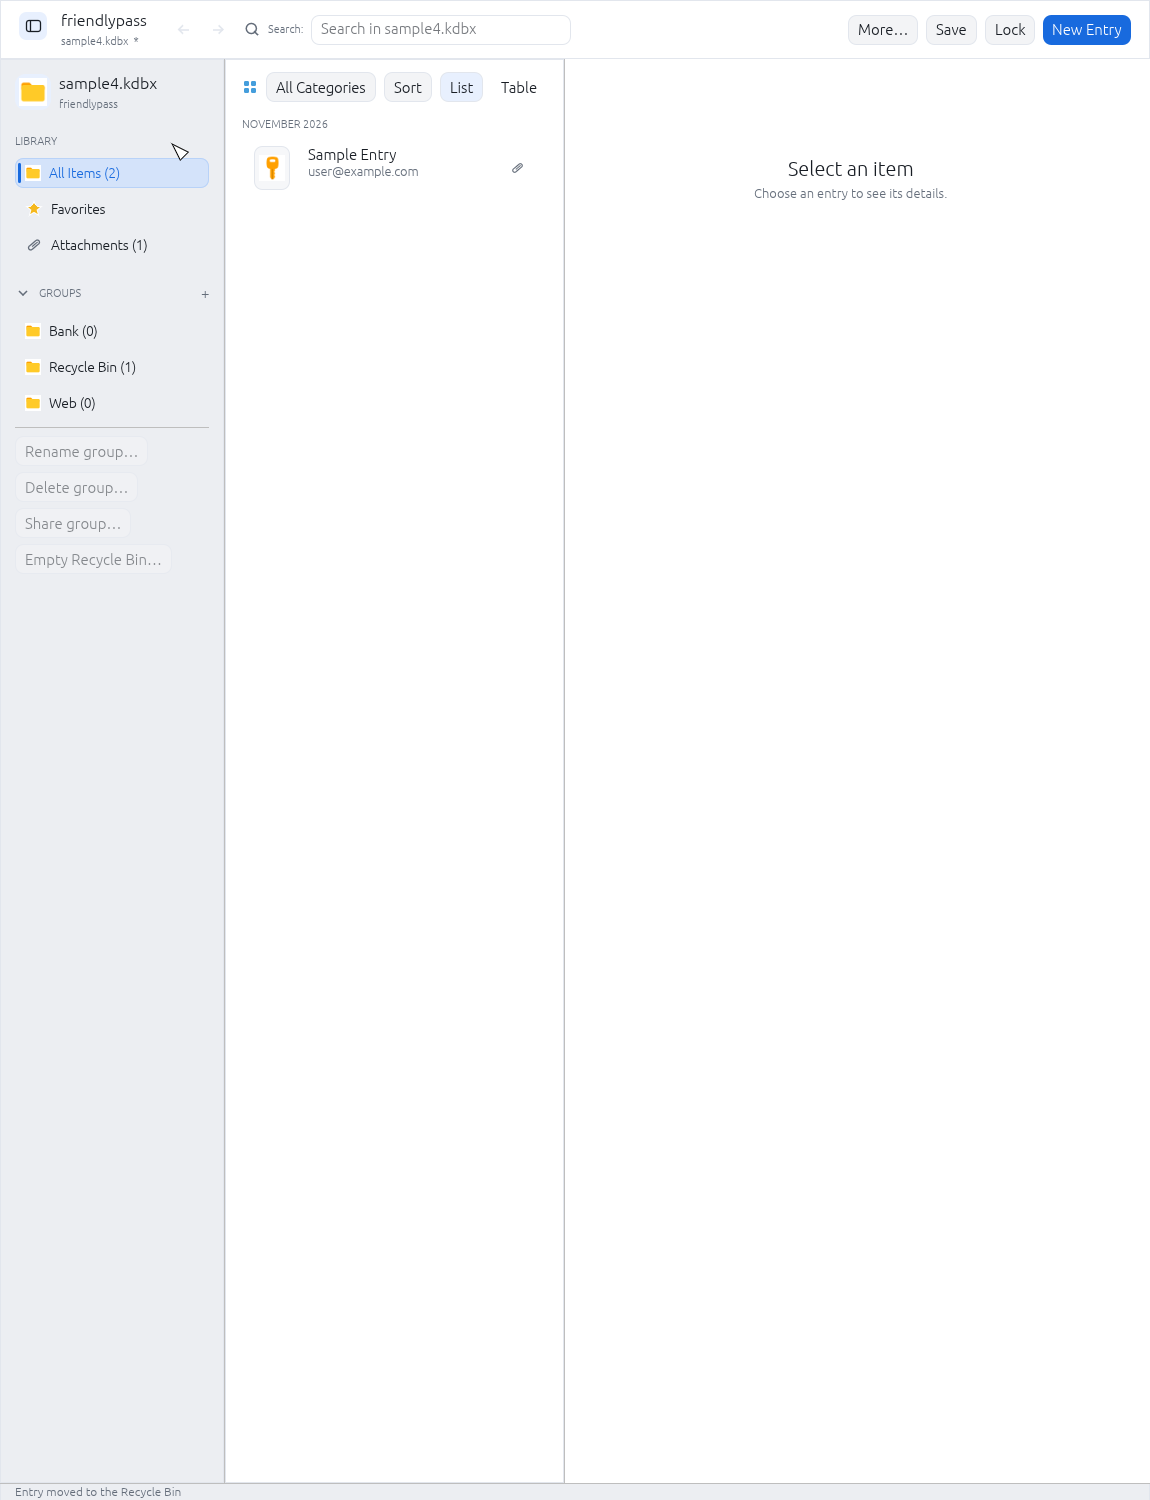 friendlypass
sample4.kdbx *
Search:
Search in sample4.kdbx
More…
Save
Lock
New Entry
sample4.kdbx
friendlypass
LIBRARY
All Items (2)
Favorites
Attachments (1)
GROUPS
+
Bank (0)
Recycle Bin (1)
Web (0)
Rename group…
Delete group…
Share group…
Empty Recycle Bin…
All Categories
Sort
List
Table
NOVEMBER 2026
Sample Entry
user@example.com
Select an item
Choose an entry to see its details.
Entry moved to the Recycle Bin